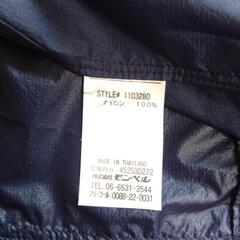 STYLE# 1103280
ナイロン 100%
MADE IN THAILAND
452530272
株式会社モンベル
TEL. 06-6531-3544
フリーコール. 0088-22-0031